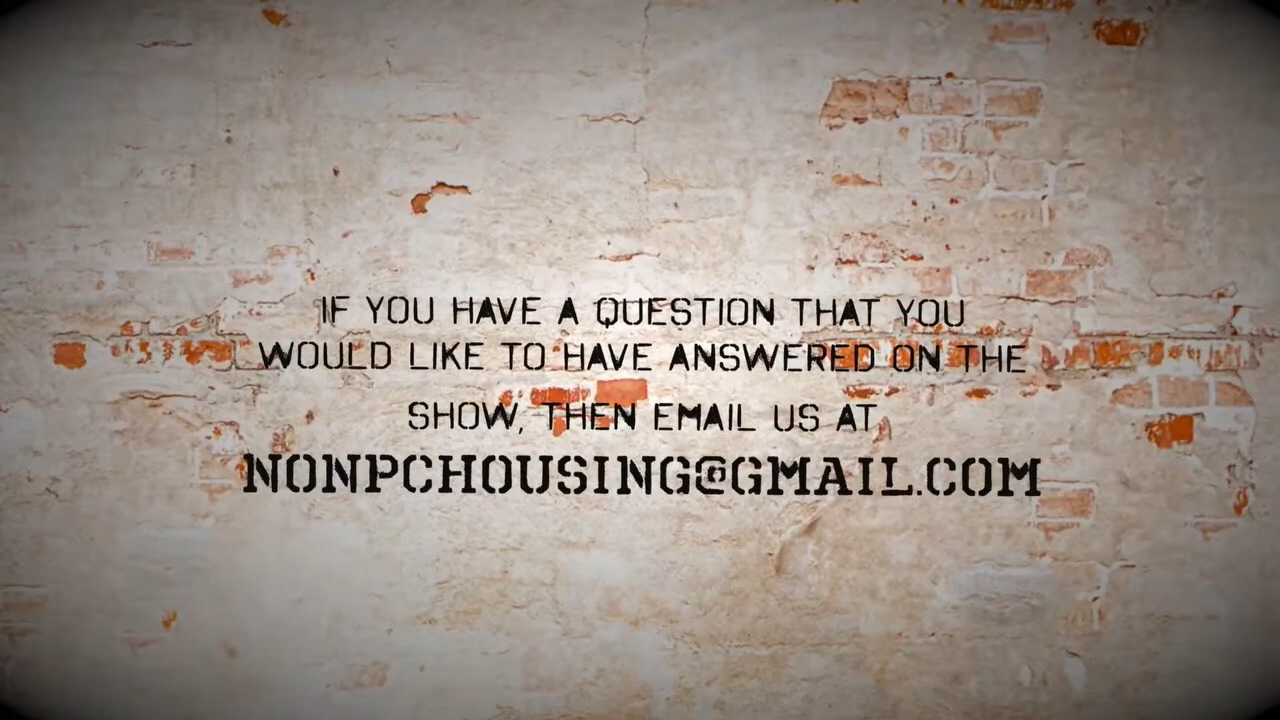 IF YOU HAVE A QUESTION THAT YOU
WOULD LIKE TO HAVE ANSWERED ON THE
SHOW, THEN EMAIL US AT
NONPCHOUSING@GMAIL.COM